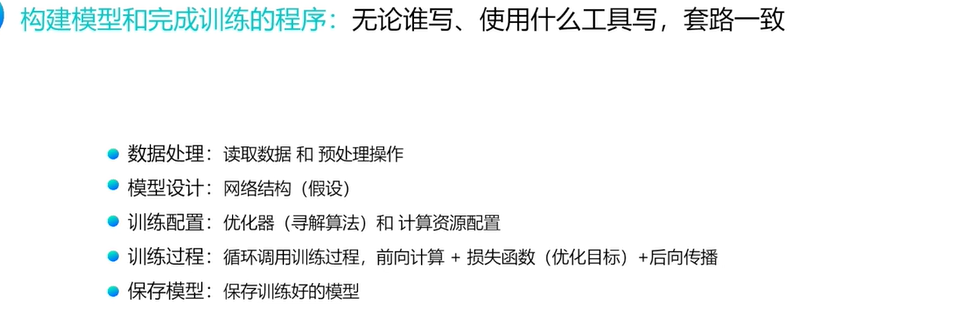 构建模型和完成训练的程序：无论谁写、使用什么工具写，套路一致
数据处理：读取数据 和 预处理操作
模型设计：网络结构（假设）
训练配置：优化器（寻解算法）和 计算资源配置
训练过程：循环调用训练过程，前向计算 + 损失函数（优化目标）+后向传播
保存模型：保存训练好的模型